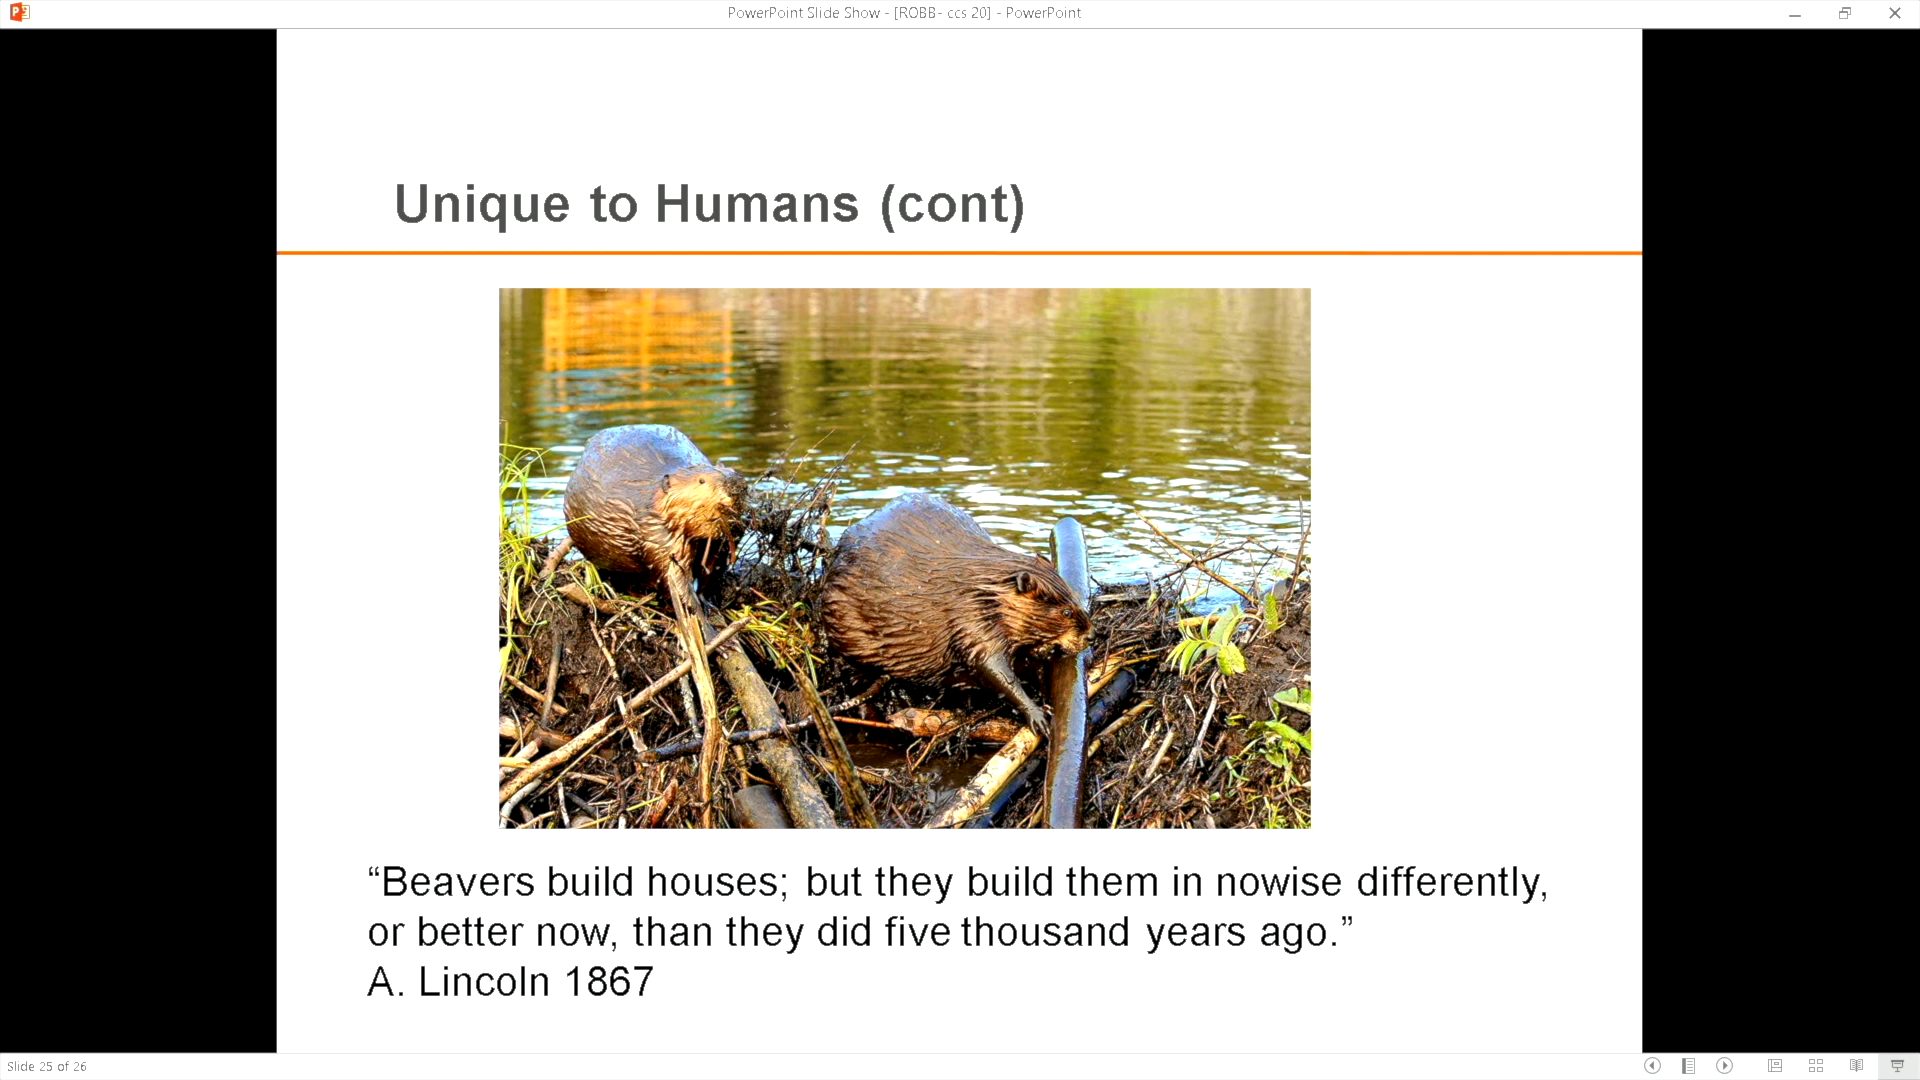 PowerPoint Slide Show - [ROBB- ccs 20] - PowerPoint
Unique to Humans (cont)
“Beavers build houses; but they build them in nowise differently,
or better now, than they did five thousand years ago.”
A. Lincoln 1867
Slide 25 of 26